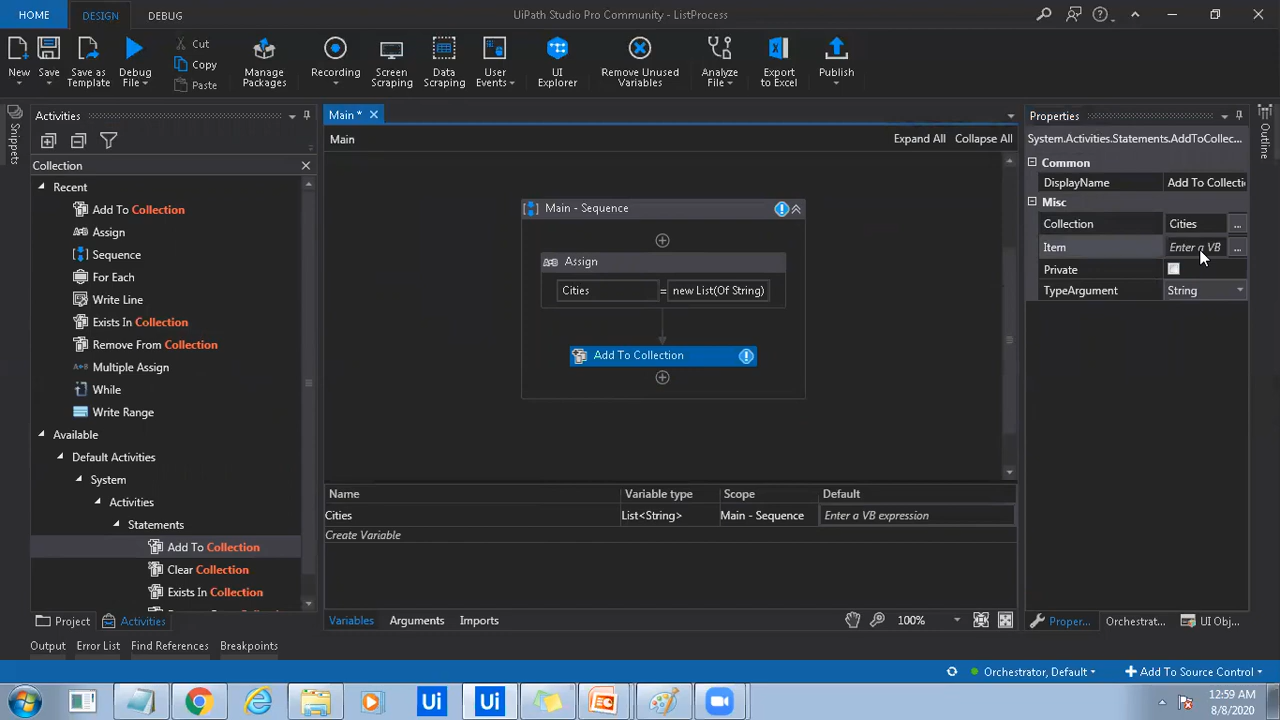 HOME
DESIGN
DEBUG
UiPath Studio Pro Community - ListProcess
New
Save
Save as
Template
Debug
File
Cut
Copy
Paste
Manage
Packages
Recording
Screen
Scraping
Data
Scraping
User
Events
UI
Explorer
Remove Unused
Variables
Analyze
File
Export
to Excel
Publish
Snippets
Activities
Collection
Recent
Add To Collection
Assign
Sequence
For Each
Write Line
Exists In Collection
Remove From Collection
Multiple Assign
While
Write Range
Available
Default Activities
System
Activities
Statements
Add To Collection
Clear Collection
Exists In Collection
Project
Activities
Main *
Main
Expand All
Collapse All
Main - Sequence
Assign
Cities = new List(Of String)
Add To Collection
Name Variable type Scope Default
Cities List<String> Main - Sequence Enter a VB expression
Create Variable
Variables
Arguments
Imports
100%
Properties
System.Activities.Statements.AddToCollec...
Common
DisplayName Add To Collecti
Misc
Collection Cities ...
Item Enter a VB ...
Private
TypeArgument String
Proper...
Orchestrat...
UI Obj...
Outline
Output
Error List
Find References
Breakpoints
Orchestrator, Default
Add To Source Control
Ui
Ui
12:59 AM
8/8/2020